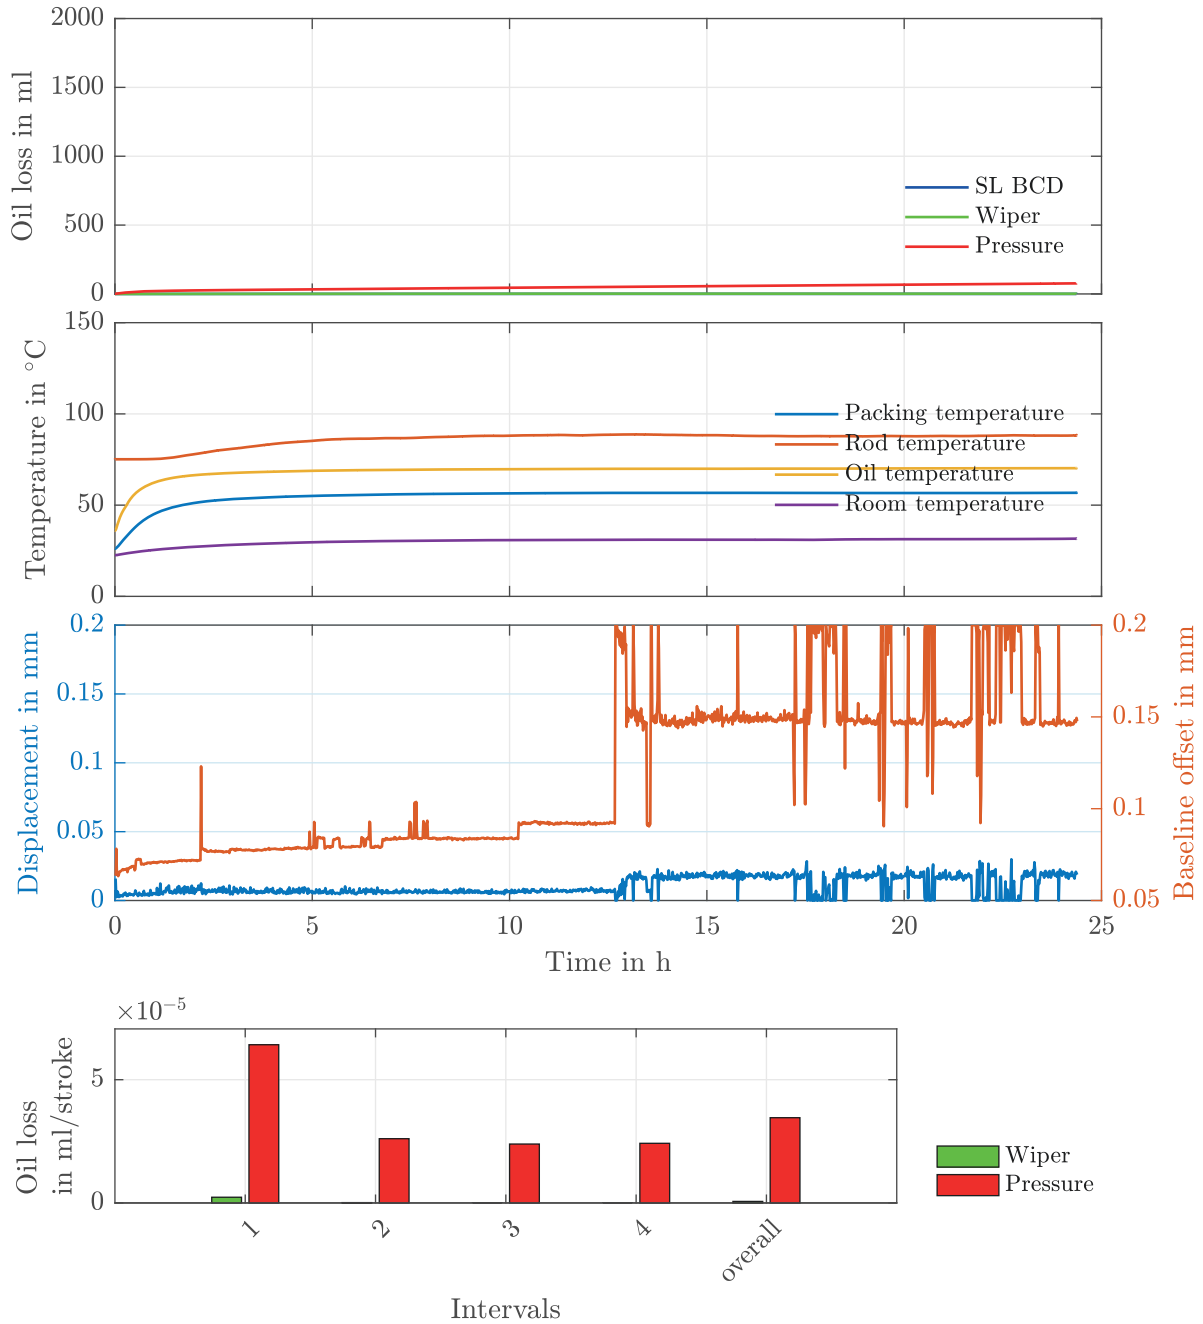 2000
1500
1000
500
0
Oil loss in ml
SL BCD
Wiper
Pressure
150
100
50
0
Temperature in °C
Packing temperature
Rod temperature
Oil temperature
Room temperature
0.2
0.15
0.1
0.05
0
Displacement in mm
0.2
0.15
0.1
0.05
Baseline offset in mm
0 5 10 15 20 25
Time in h
×10⁻⁵
5
0
Oil loss
in ml/stroke
1 2 3 4 overall
Intervals
Wiper
Pressure